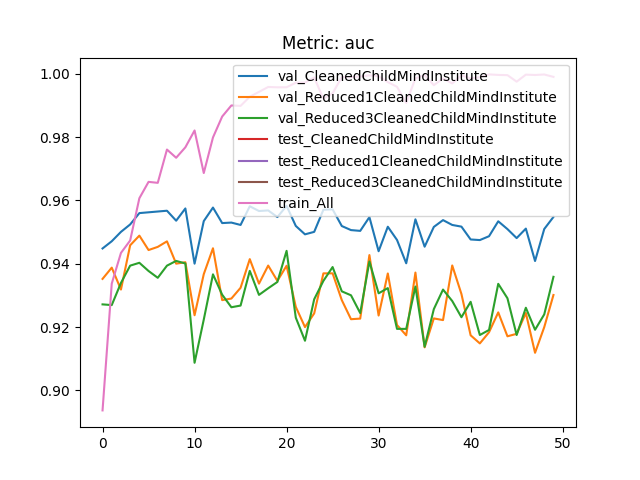 Metric: auc
1.00
0.98
0.96
0.94
0.92
0.90
val_CleanedChildMindInstitute
val_Reduced1CleanedChildMindInstitute
val_Reduced3CleanedChildMindInstitute
test_CleanedChildMindInstitute
test_Reduced1CleanedChildMindInstitute
test_Reduced3CleanedChildMindInstitute
train_All
0 10 20 30 40 50